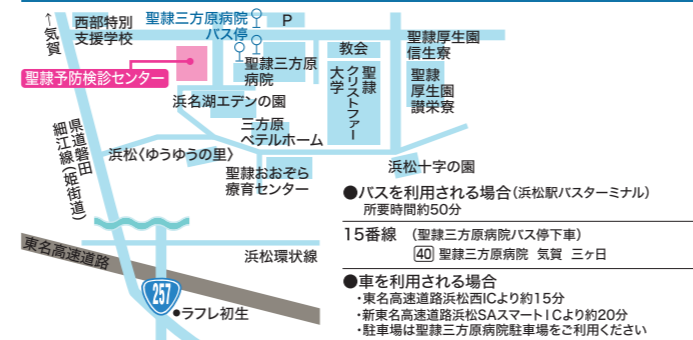 ↑気賀
西部特別
支援学校
聖隷三方原病院
バス停
P
聖隷予防検診センター
聖隷三方原
病院
教会
聖隷
クリストファー
大学
聖隷厚生園
信生寮
聖隷
厚生園
讃栄寮
浜名湖エデンの園
三方原
ベテルホーム
県道磐田
細江線(姫街道)
浜松〈ゆうゆうの里〉
聖隷おおぞら
療育センター
浜松十字の園
東名高速道路
浜松環状線
257
●ラフレ初生
●バスを利用される場合(浜松駅バスターミナル)
所要時間約50分
15番線 (聖隷三方原病院バス停下車)
40 聖隷三方原病院 気賀 三ヶ日
●車を利用される場合
・東名高速道路浜松西ICより約15分
・新東名高速道路浜松SAスマートICより約20分
・駐車場は聖隷三方原病院駐車場をご利用ください